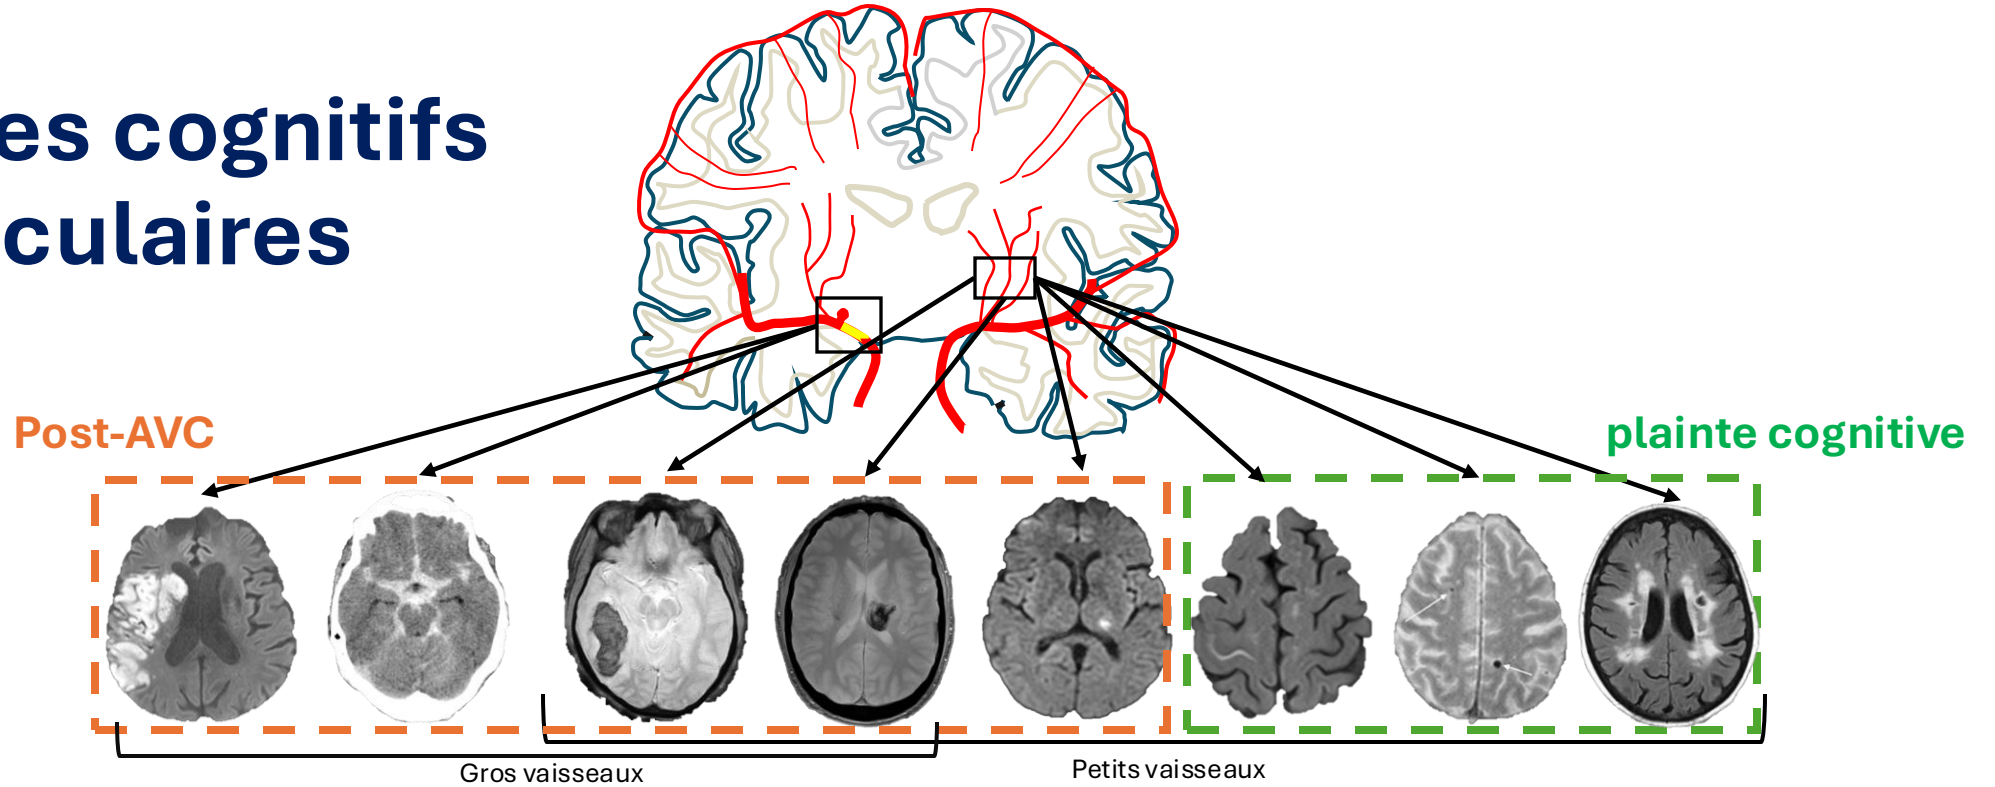 es cognitifs
culaires
Post-AVC
plainte cognitive
Gros vaisseaux
Petits vaisseaux